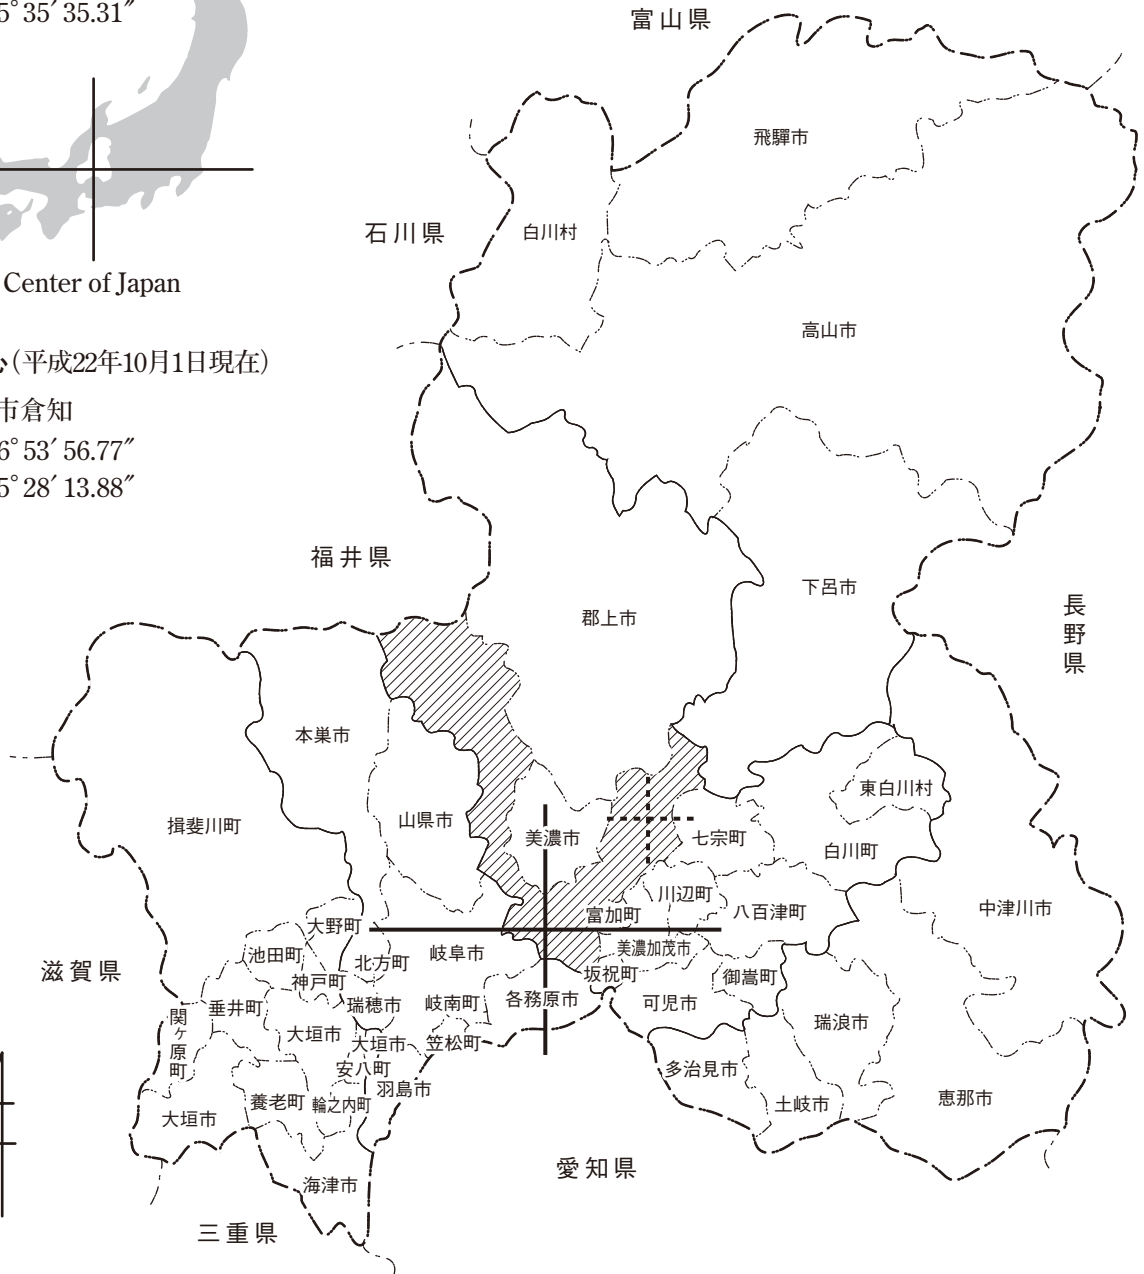 5°35′35.31″
Center of Japan
(平成22年10月1日現在)
市倉知
6°53′56.77″
5°28′13.88″
富山県
飛驒市
石川県
白川村
高山市
福井県
下呂市
郡上市
長野県
本巣市
東白川村
山県市
揖斐川町
美濃市
七宗町
白川町
川辺町
中津川市
富加町
八百津町
大野町
美濃加茂市
池田町
北方町
岐阜市
滋賀県
坂祝町
御嵩町
神戸町
垂井町
瑞穂市
岐南町
各務原市
可児市
関ヶ原町
瑞浪市
大垣市
大垣市
笠松町
安八町
多治見市
羽島市
養老町
輪之内町
土岐市
恵那市
大垣市
愛知県
海津市
三重県